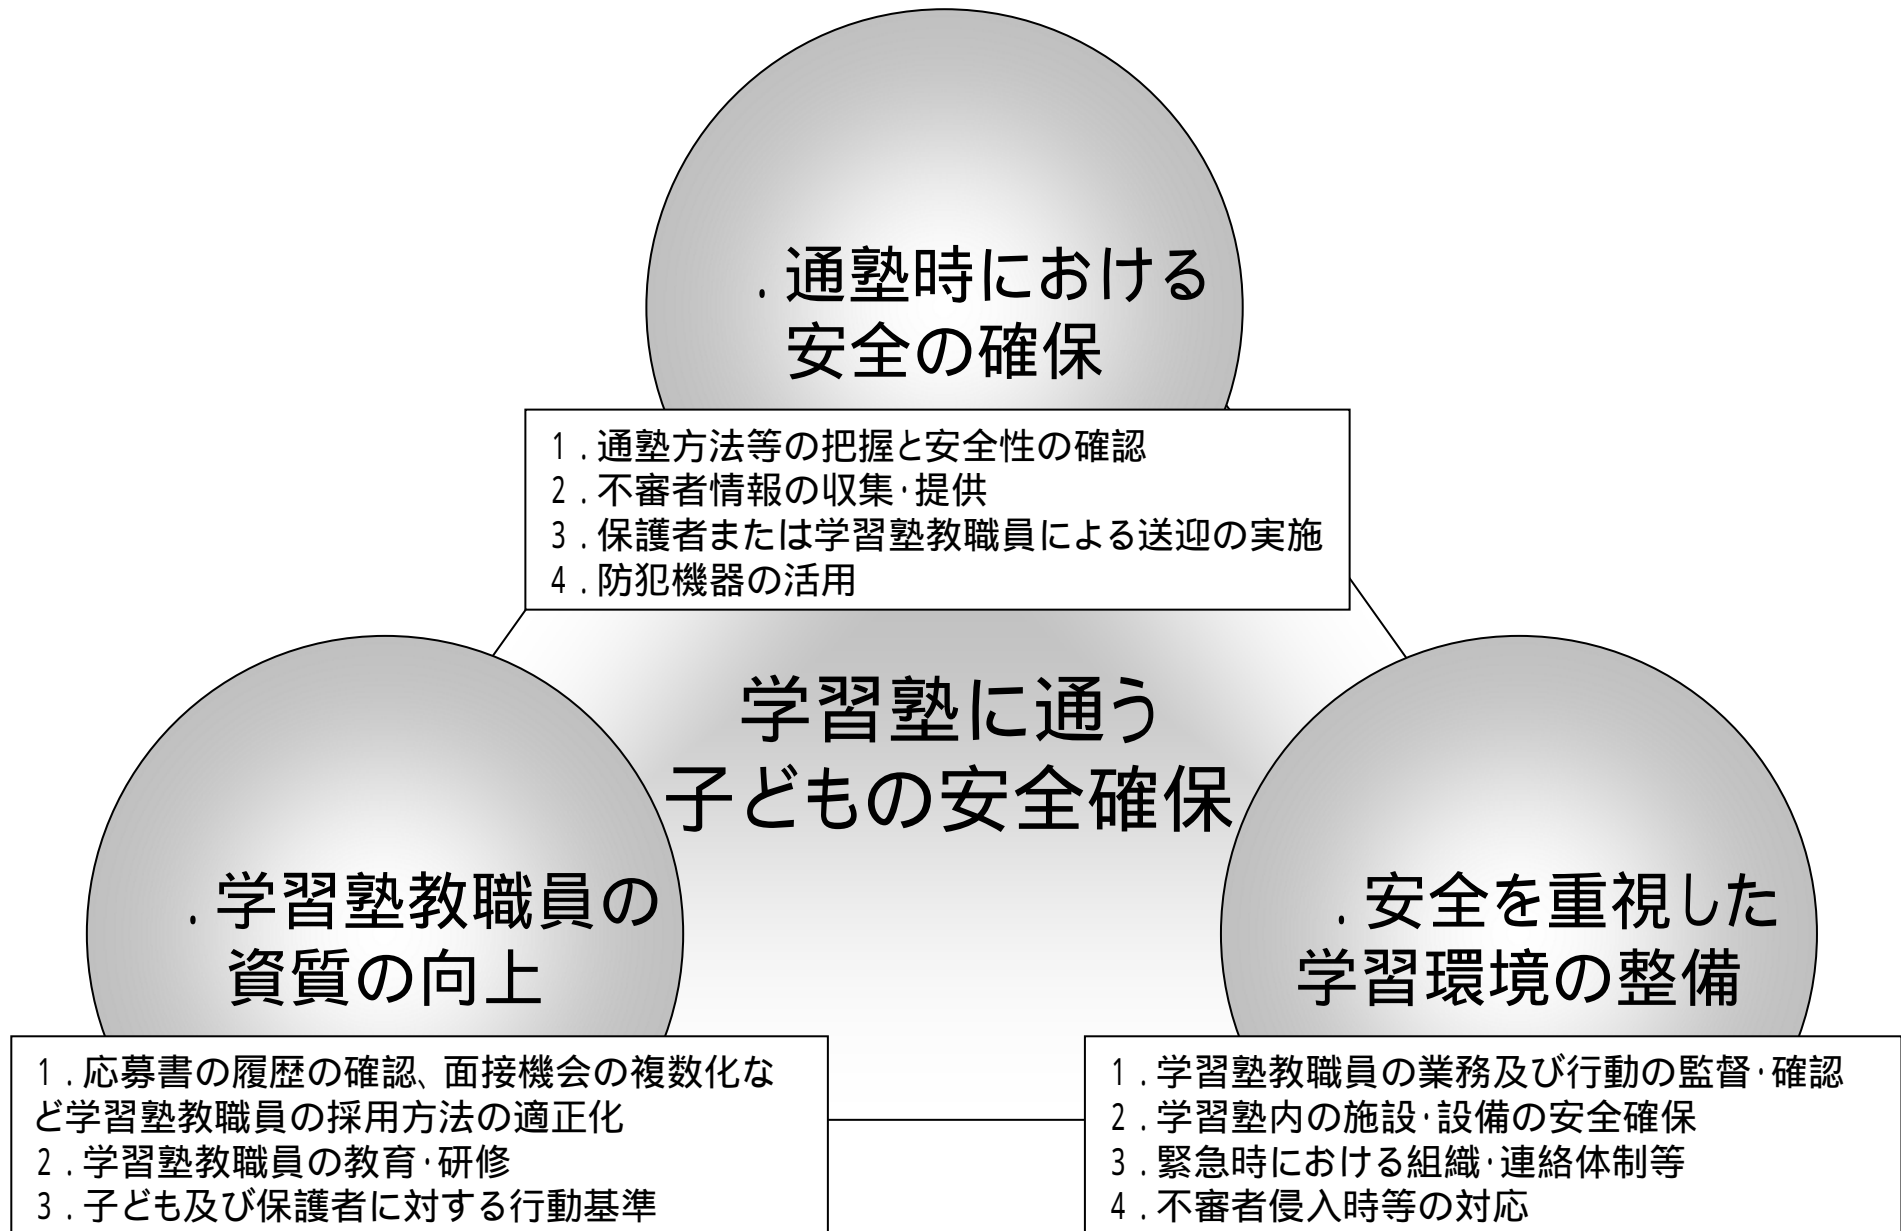 .通塾時における
安全の確保
1.通塾方法等の把握と安全性の確認
2.不審者情報の収集・提供
3.保護者または学習塾教職員による送迎の実施
4.防犯機器の活用
学習塾に通う
子どもの安全確保
.学習塾教職員の
資質の向上
1.応募書の履歴の確認、面接機会の複数化な
ど学習塾教職員の採用方法の適正化
2.学習塾教職員の教育・研修
3.子ども及び保護者に対する行動基準
.安全を重視した
学習環境の整備
1.学習塾教職員の業務及び行動の監督・確認
2.学習塾内の施設・設備の安全確保
3.緊急時における組織・連絡体制等
4.不審者侵入時等の対応